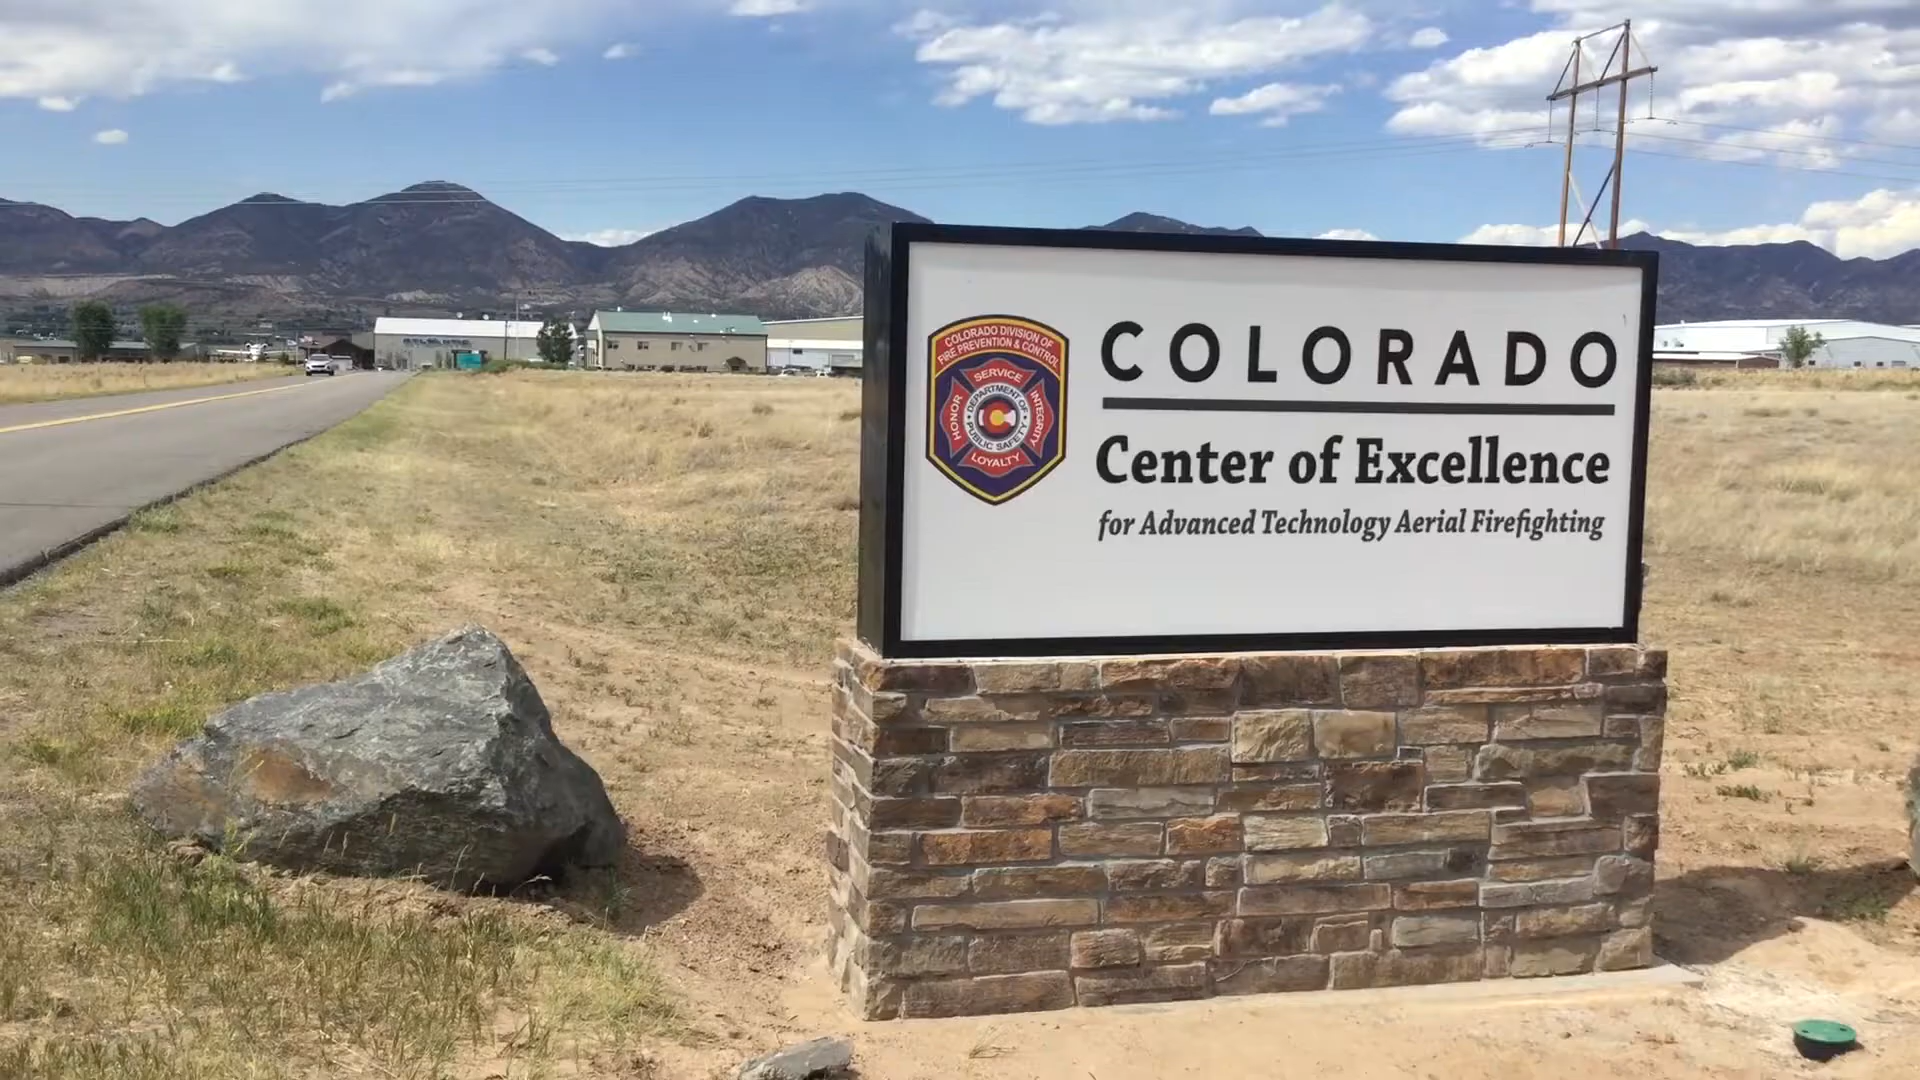 COLORADO DIVISION OF
FIRE PREVENTION & CONTROL
SERVICE
HONOR
INTEGRITY
DEPARTMENT OF
PUBLIC SAFETY
LOYALTY
COLORADO
Center of Excellence
for Advanced Technology Aerial Firefighting